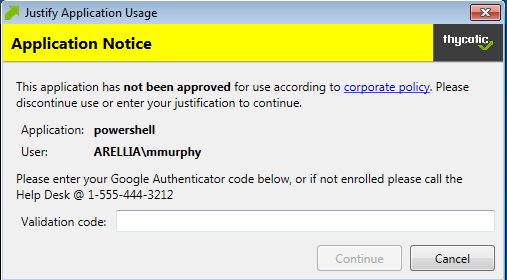 Justify Application Usage
Application Notice
thycotic
This application has not been approved for use according to corporate policy. Please
discontinue use or enter your justification to continue.
Application: powershell
User: ARELLIA\mmurphy
Please enter your Google Authenticator code below, or if not enrolled please call the
Help Desk @ 1-555-444-3212
Validation code:
Continue
Cancel